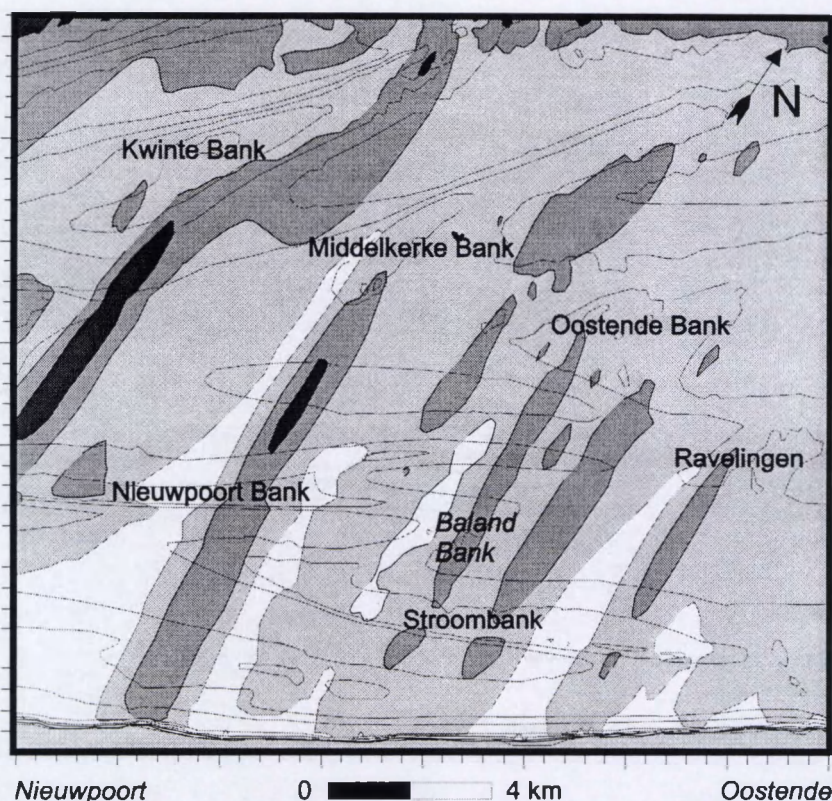 N
Kwinte Bank
Middelkerke Bank
Oostende Bank
Ravelingen
Nieuwpoort Bank
Baland
Bank
Stroombank
Nieuwpoort 0 4 km Oostende